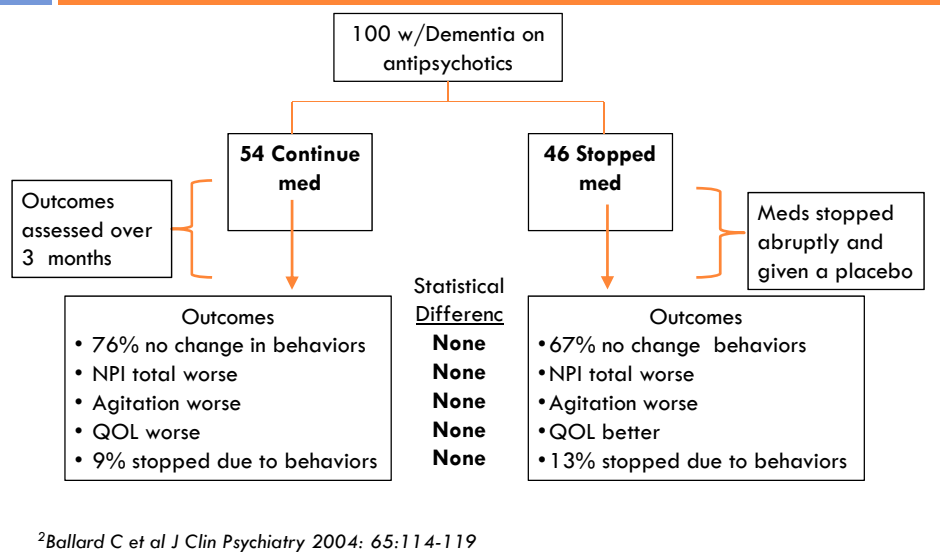 100 w/Dementia on
antipsychotics
54 Continue
med
46 Stopped
med
Outcomes
assessed over
3 months
Meds stopped
abruptly and
given a placebo
Outcomes
• 76% no change in behaviors
• NPI total worse
• Agitation worse
• QOL worse
• 9% stopped due to behaviors
Statistical
Differenc
None
None
None
None
None
Outcomes
•67% no change behaviors
•NPI total worse
•Agitation worse
•QOL better
•13% stopped due to behaviors
²Ballard C et al J Clin Psychiatry 2004: 65:114-119